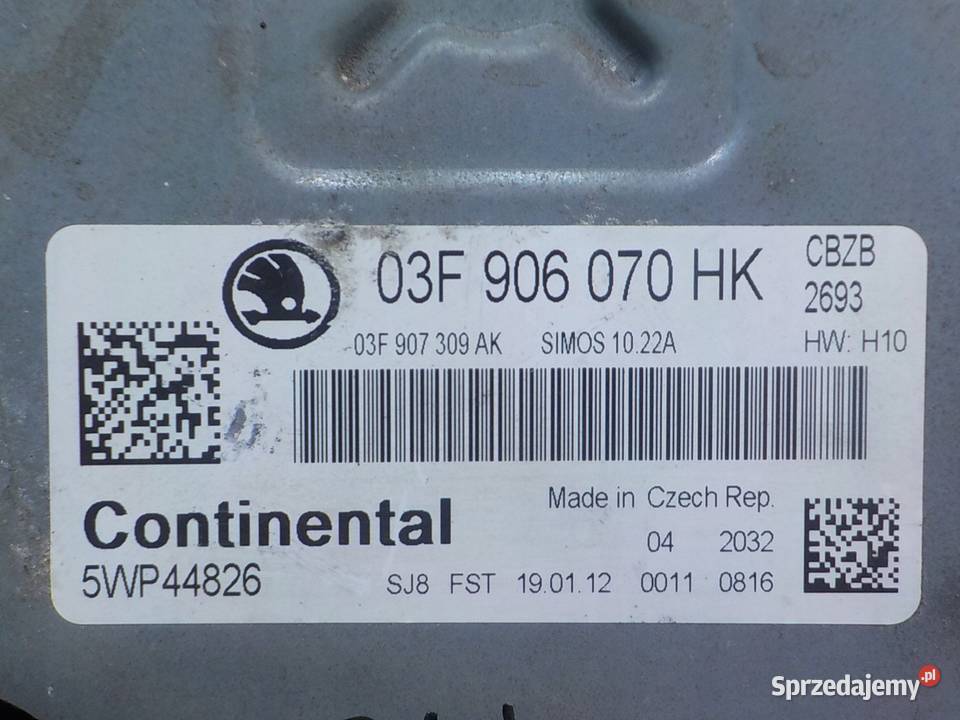 03F 906 070 HK
CBZB
2693
03F 907 309 AK SIMOS 10.22A HW: H10
Continental
Made in Czech Rep.
04 2032
5WP44826 SJ8 FST 19.01.12 0011 0816
Sprzedajemy.pl